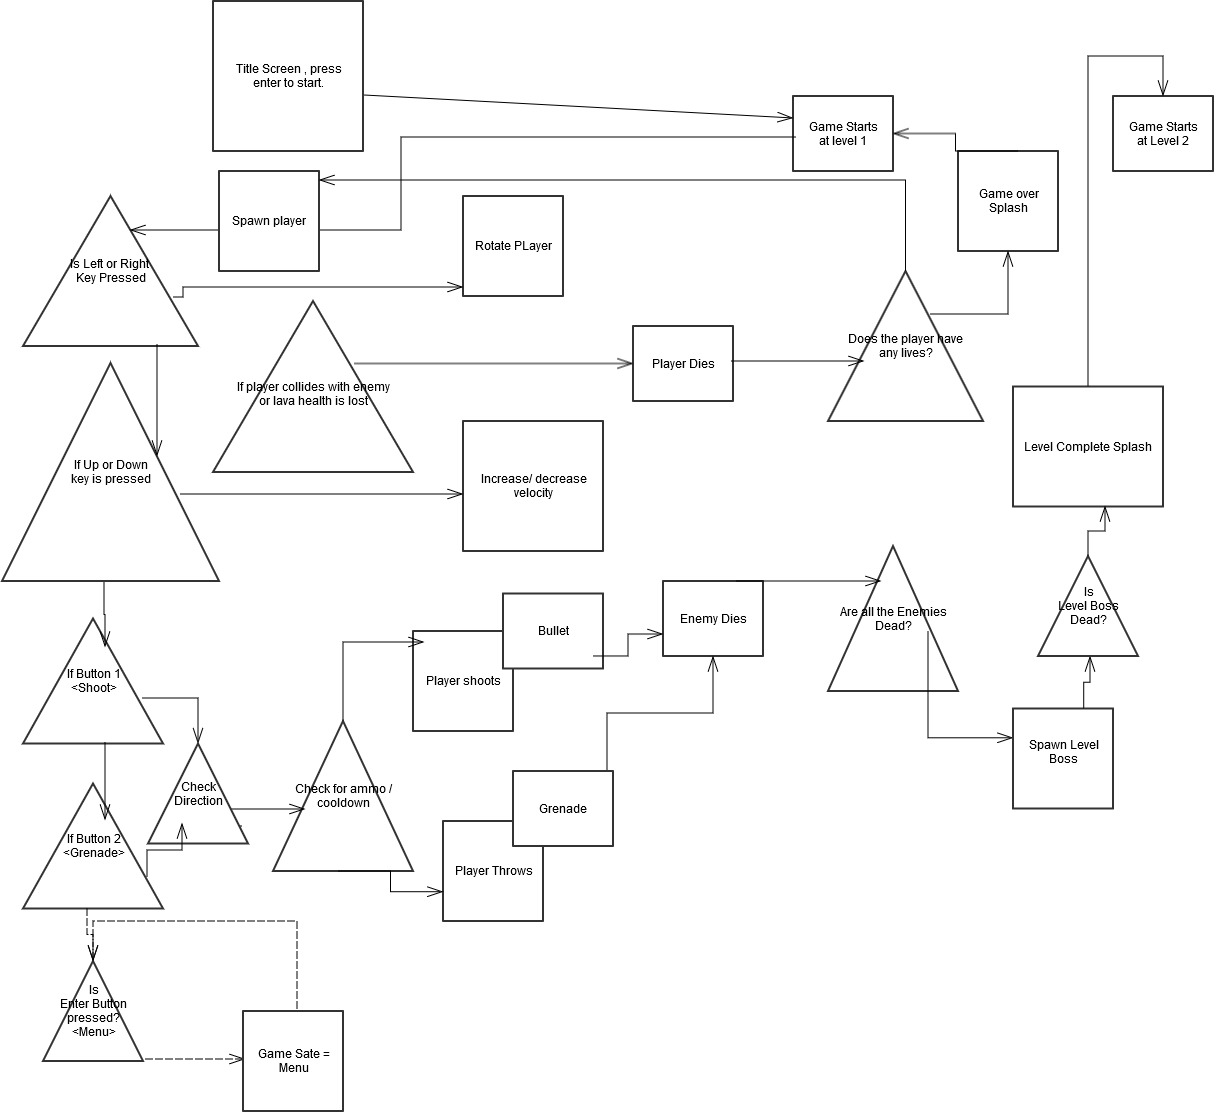 Title Screen , press
enter to start.
Game Starts
at level 1
Game Starts
at Level 2
Spawn player
Game over
Splash
Rotate PLayer
Is Left or Right
Key Pressed
Does the player have
any lives?
Player Dies
If player collides with enemy
or lava health is lost
Level Complete Splash
If Up or Down
key is pressed
Increase/ decrease
velocity
Is
Level Boss
Dead?
Are all the Enemies
Dead?
Enemy Dies
Bullet
Player shoots
If Button 1
<Shoot>
Spawn Level
Boss
Check
Direction
Check for ammo /
cooldown
Grenade
If Button 2
<Grenade>
Player Throws
Is
Enter Button
pressed?
<Menu>
Game Sate =
Menu